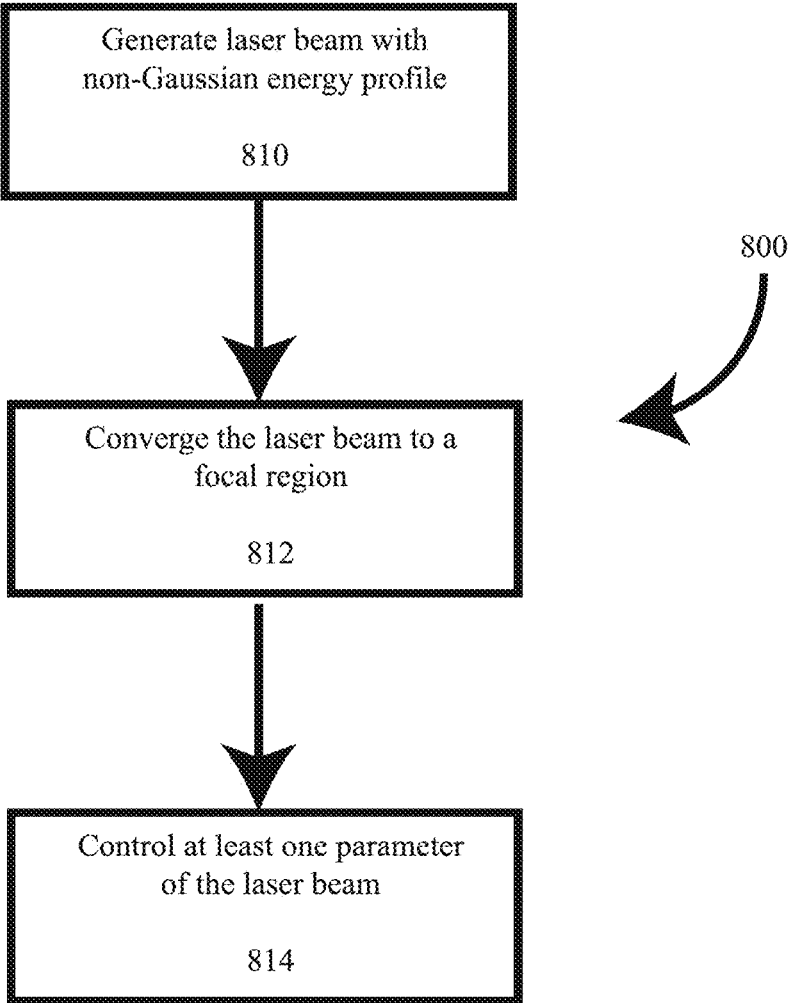 Generate laser beam with
non-Gaussian energy profile
810
800
Converge the laser beam to a
focal region
812
Control at least one parameter
of the laser beam
814